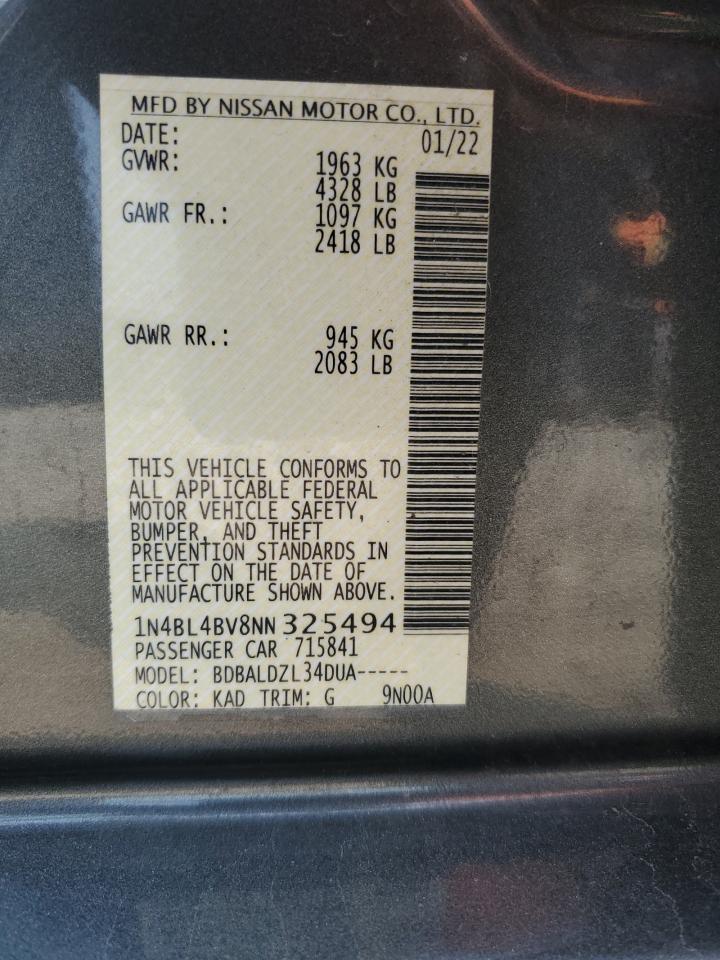 MFD BY NISSAN MOTOR CO., LTD.
DATE: 01/22
GVWR: 1963 KG
4328 LB
GAWR FR.: 1097 KG
2418 LB
GAWR RR.: 945 KG
2083 LB
THIS VEHICLE CONFORMS TO
ALL APPLICABLE FEDERAL
MOTOR VEHICLE SAFETY,
BUMPER, AND THEFT
PREVENTION STANDARDS IN
EFFECT ON THE DATE OF
MANUFACTURE SHOWN ABOVE.
1N4BL4BV8NN325494
PASSENGER CAR 715841
MODEL: BDBALDZL34DUA-----
COLOR: KAD TRIM: G 9N00A